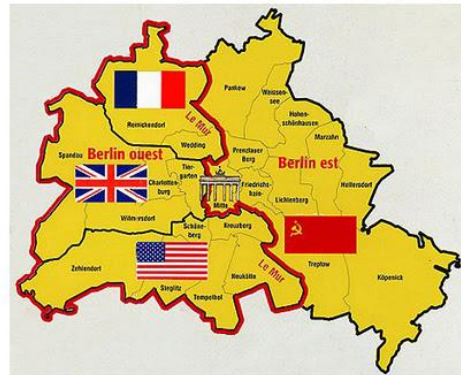 Pankow
Weissen-
see
Hohen-
schönhausen
Reinickendorf
Le Mur
Marzahn
Wedding
Prenzlauer
Berg
Spandau
Berlin ouest
Tier-
garten
Berlin est
Charlotten-
burg
Friedrichs-
hain
Hellersdorf
Mitte
Lichtenberg
Wilmersdorf
Schöne-
berg
Kreuzberg
Zehlendorf
Steglitz
Tempelhof
Neukölln
Le Mur
Treptow
Köpenick